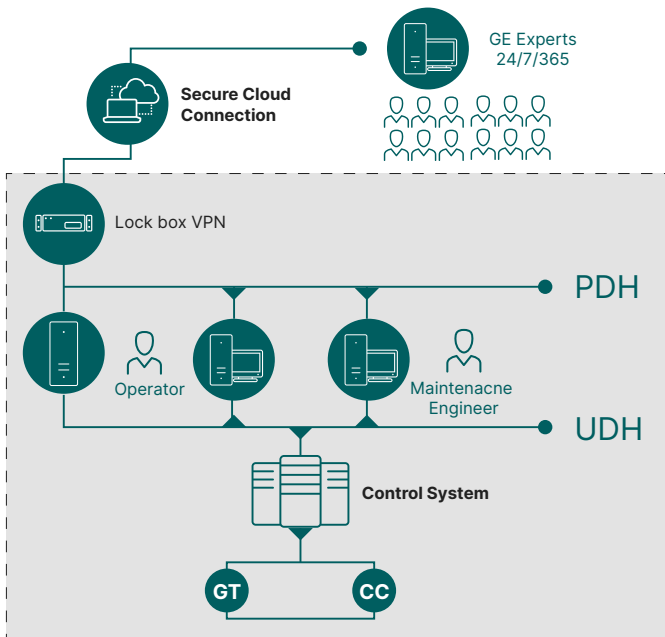 GE Experts
24/7/365
Secure Cloud
Connection
Lock box VPN
PDH
Operator
Maintenacne
Engineer
UDH
Control System
GT
CC